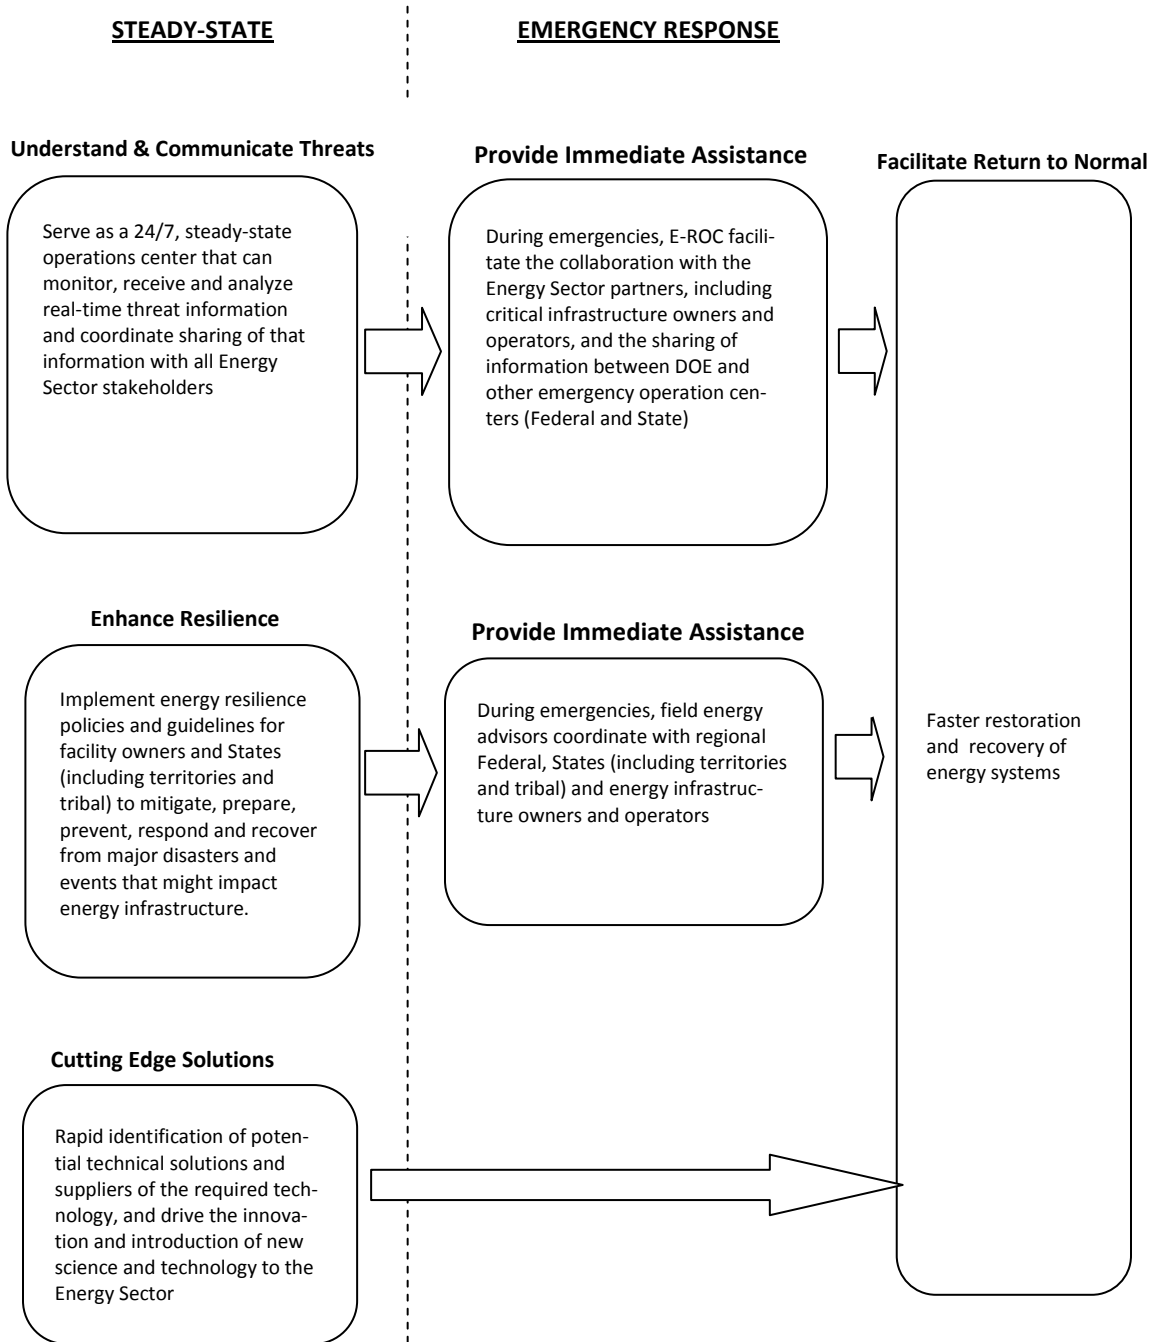 STEADY-STATE
EMERGENCY RESPONSE
Understand & Communicate Threats
Serve as a 24/7, steady-state
operations center that can
monitor, receive and analyze
real-time threat information
and coordinate sharing of that
information with all Energy
Sector stakeholders
Provide Immediate Assistance
During emergencies, E-ROC facili-
tate the collaboration with the
Energy Sector partners, including
critical infrastructure owners and
operators, and the sharing of
information between DOE and
other emergency operation cen-
ters (Federal and State)
Facilitate Return to Normal
Faster restoration
and recovery of
energy systems
Enhance Resilience
Implement energy resilience
policies and guidelines for
facility owners and States
(including territories and
tribal) to mitigate, prepare,
prevent, respond and recover
from major disasters and
events that might impact
energy infrastructure.
Provide Immediate Assistance
During emergencies, field energy
advisors coordinate with regional
Federal, States (including territories
and tribal) and energy infrastruc-
ture owners and operators
Cutting Edge Solutions
Rapid identification of poten-
tial technical solutions and
suppliers of the required tech-
nology, and drive the innova-
tion and introduction of new
science and technology to the
Energy Sector